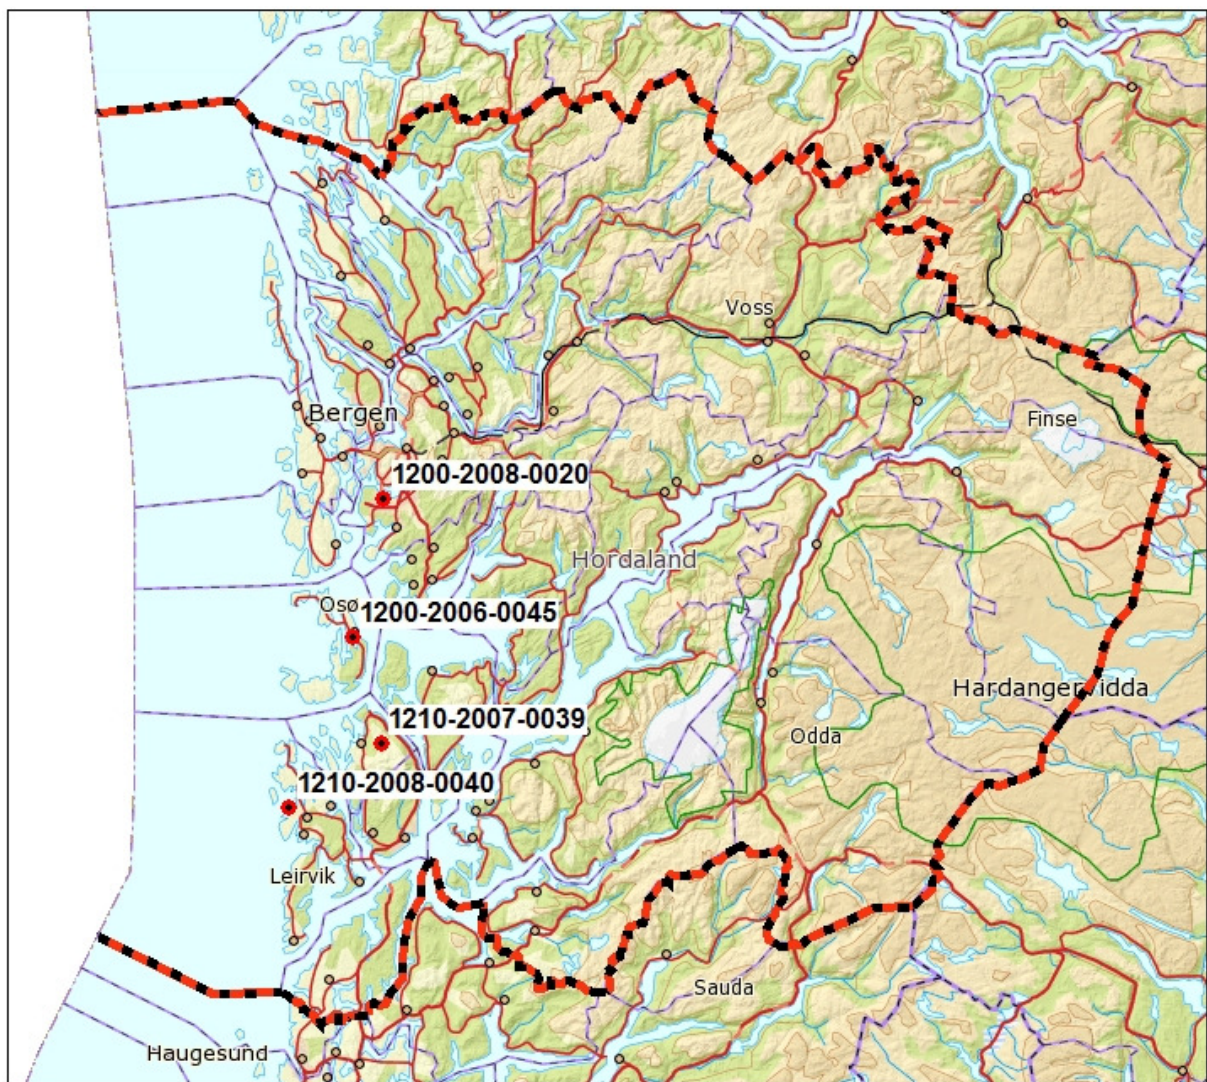 Voss
Bergen
Finse
1200-2008-0020
Hordaland
Osø
1200-2006-0045
Hardangervidda
1210-2007-0039
Odda
1210-2008-0040
Leirvik
Sauda
Haugesund